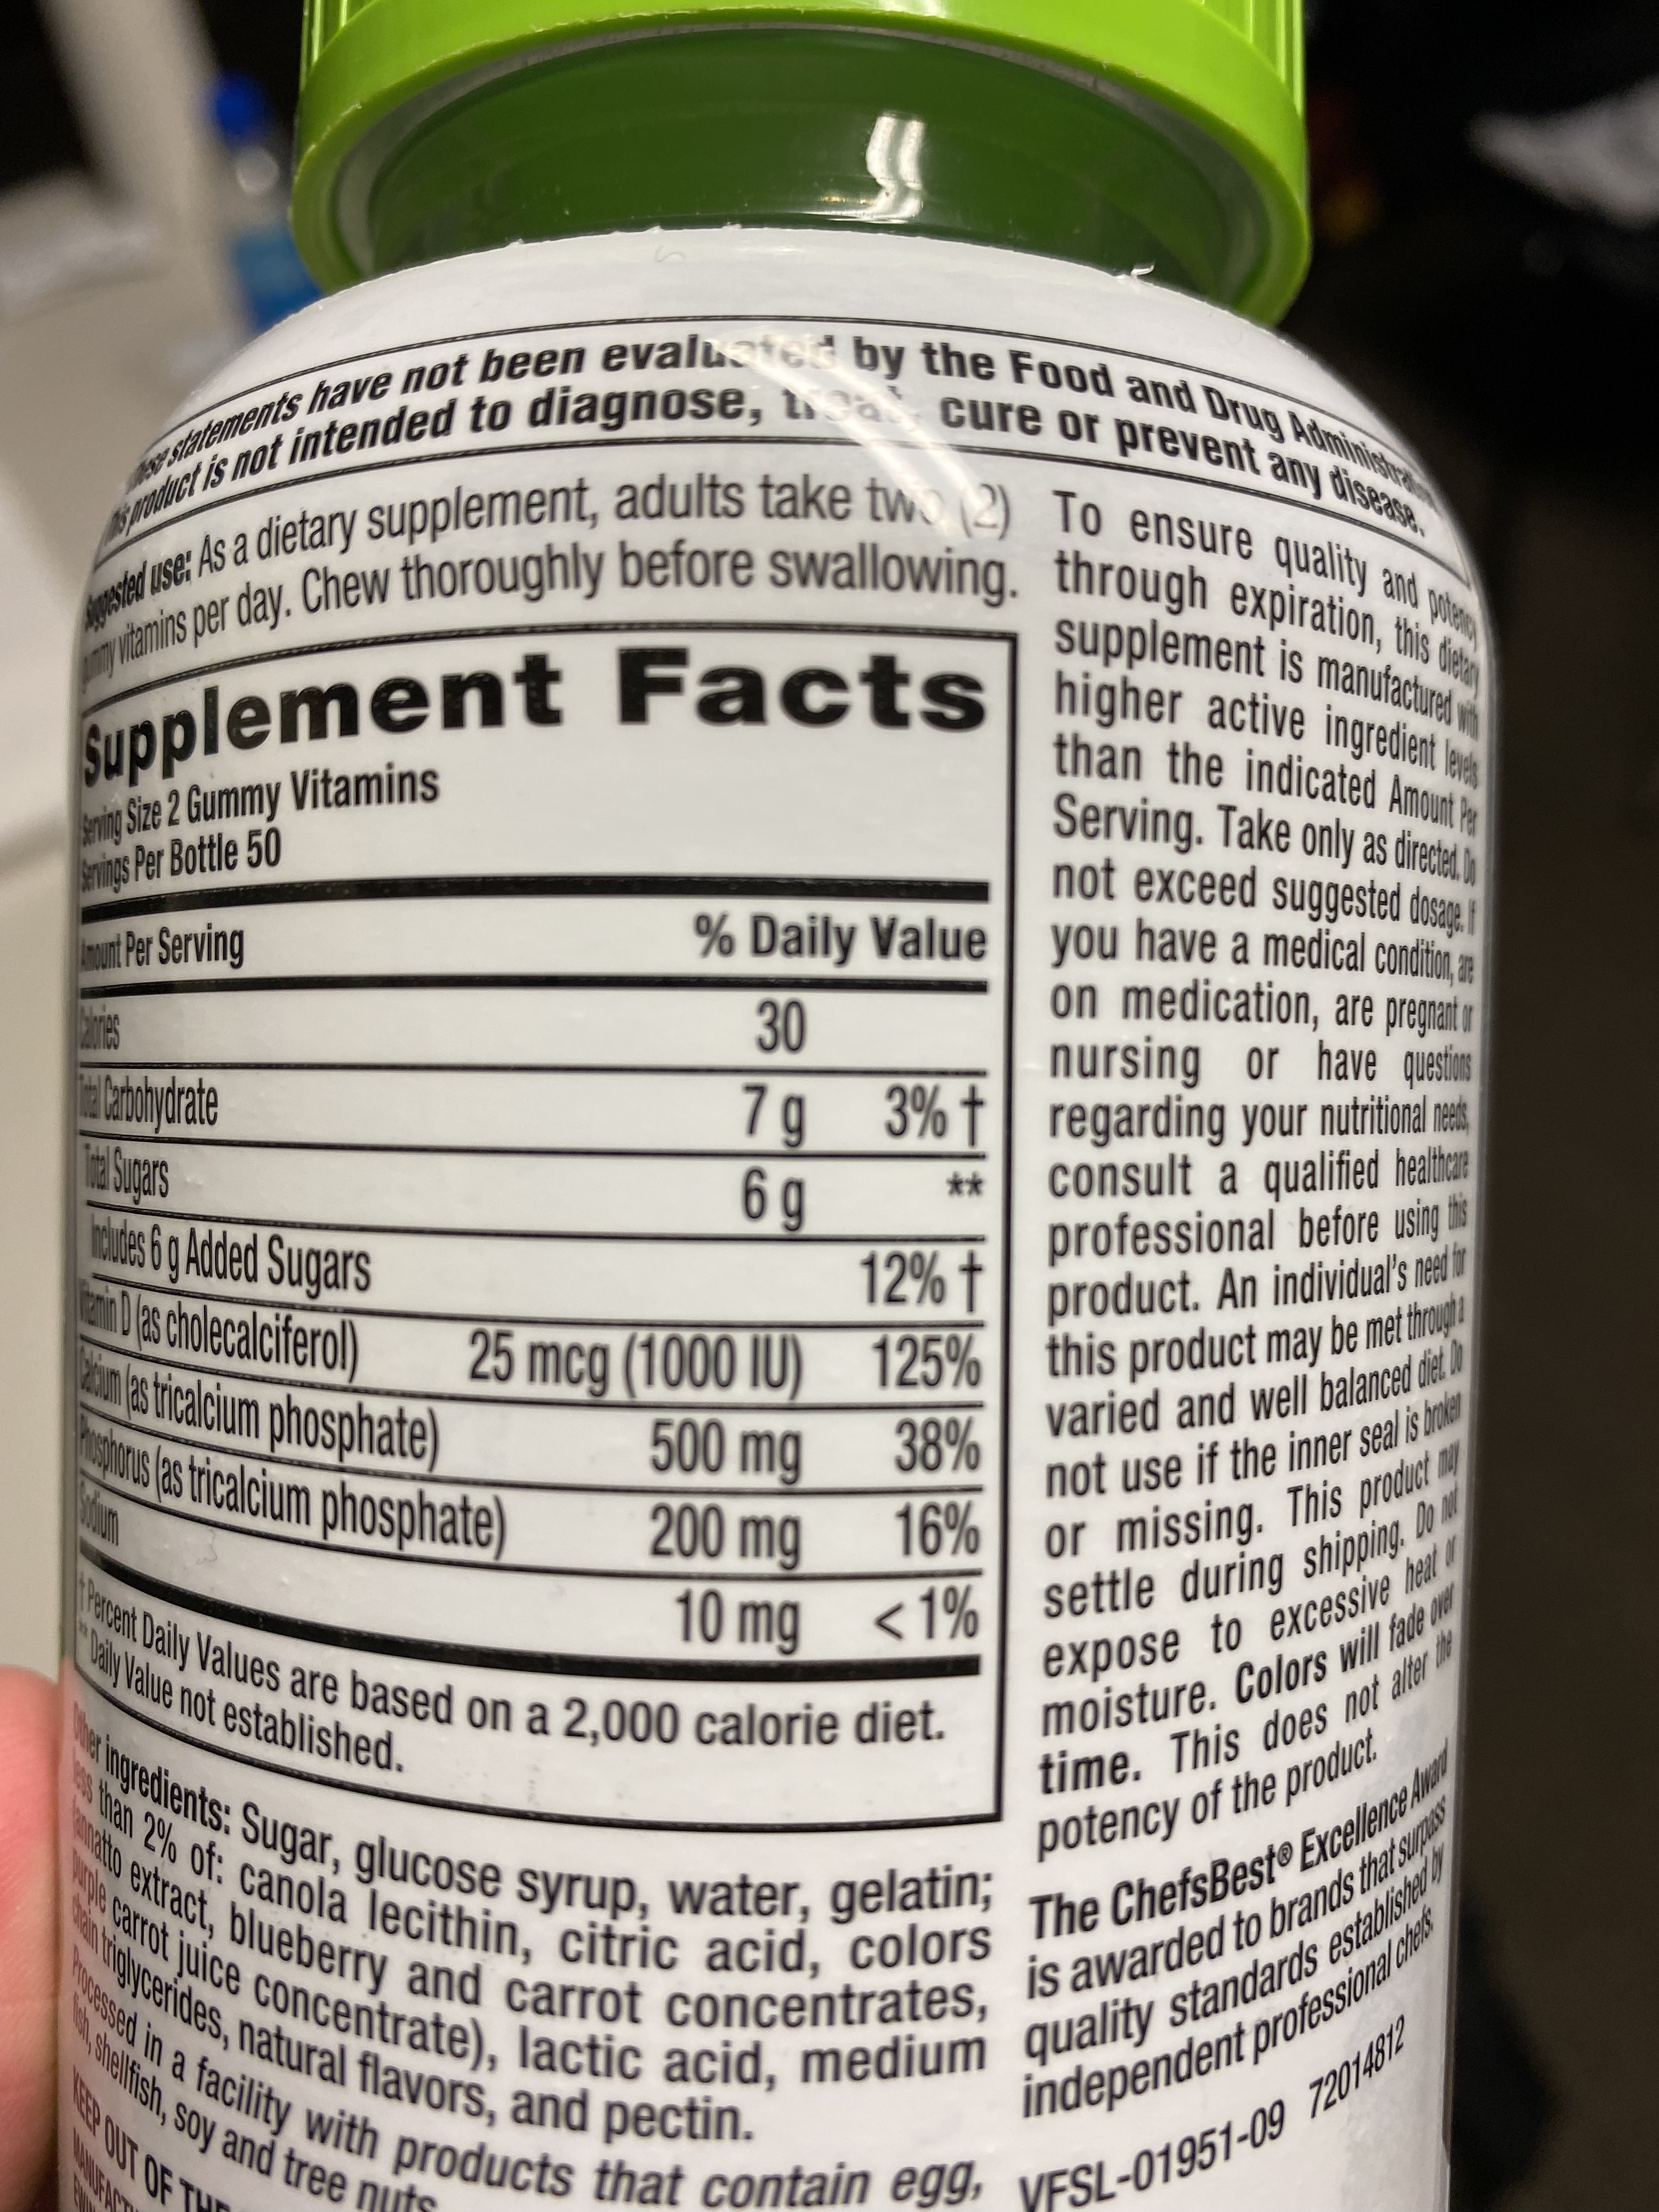 These statements have not been evaluated by the Food and Drug Administration.
This product is not intended to diagnose, treat, cure or prevent any disease.
Suggested use: As a dietary supplement, adults take two (2)
gummy vitamins per day. Chew thoroughly before swallowing.
Supplement Facts
Serving Size 2 Gummy Vitamins
Servings Per Bottle 50
Amount Per Serving % Daily Value
Calories 30
Total Carbohydrate 7 g 3% †
Total Sugars 6 g **
Includes 6 g Added Sugars 12% †
Vitamin D (as cholecalciferol) 25 mcg (1000 IU) 125%
Calcium (as tricalcium phosphate) 500 mg 38%
Phosphorus (as tricalcium phosphate) 200 mg 16%
Sodium 10 mg < 1%
† Percent Daily Values are based on a 2,000 calorie diet.
** Daily Value not established.
Other ingredients: Sugar, glucose syrup, water, gelatin;
less than 2% of: canola lecithin, citric acid, colors
(annatto extract, blueberry and carrot concentrates,
purple carrot juice concentrate), lactic acid, medium
chain triglycerides, natural flavors, and pectin.
Processed in a facility with products that contain egg,
fish, shellfish, soy and tree nuts.
KEEP OUT OF THE
To ensure quality and potency
through expiration, this dietary
supplement is manufactured with
higher active ingredient levels
than the indicated Amount Per
Serving. Take only as directed. Do
not exceed suggested dosage. If
you have a medical condition, are
on medication, are pregnant or
nursing or have questions
regarding your nutritional needs,
consult a qualified healthcare
professional before using this
product. An individual's need for
this product may be met through a
varied and well balanced diet. Do
not use if the inner seal is broken
or missing. This product may
settle during shipping. Do not
expose to excessive heat or
moisture. Colors will fade over
time. This does not alter the
potency of the product.
The ChefsBest® Excellence Award
is awarded to brands that surpass
quality standards established by
independent professional chefs.
VFSL-01951-09 72014812